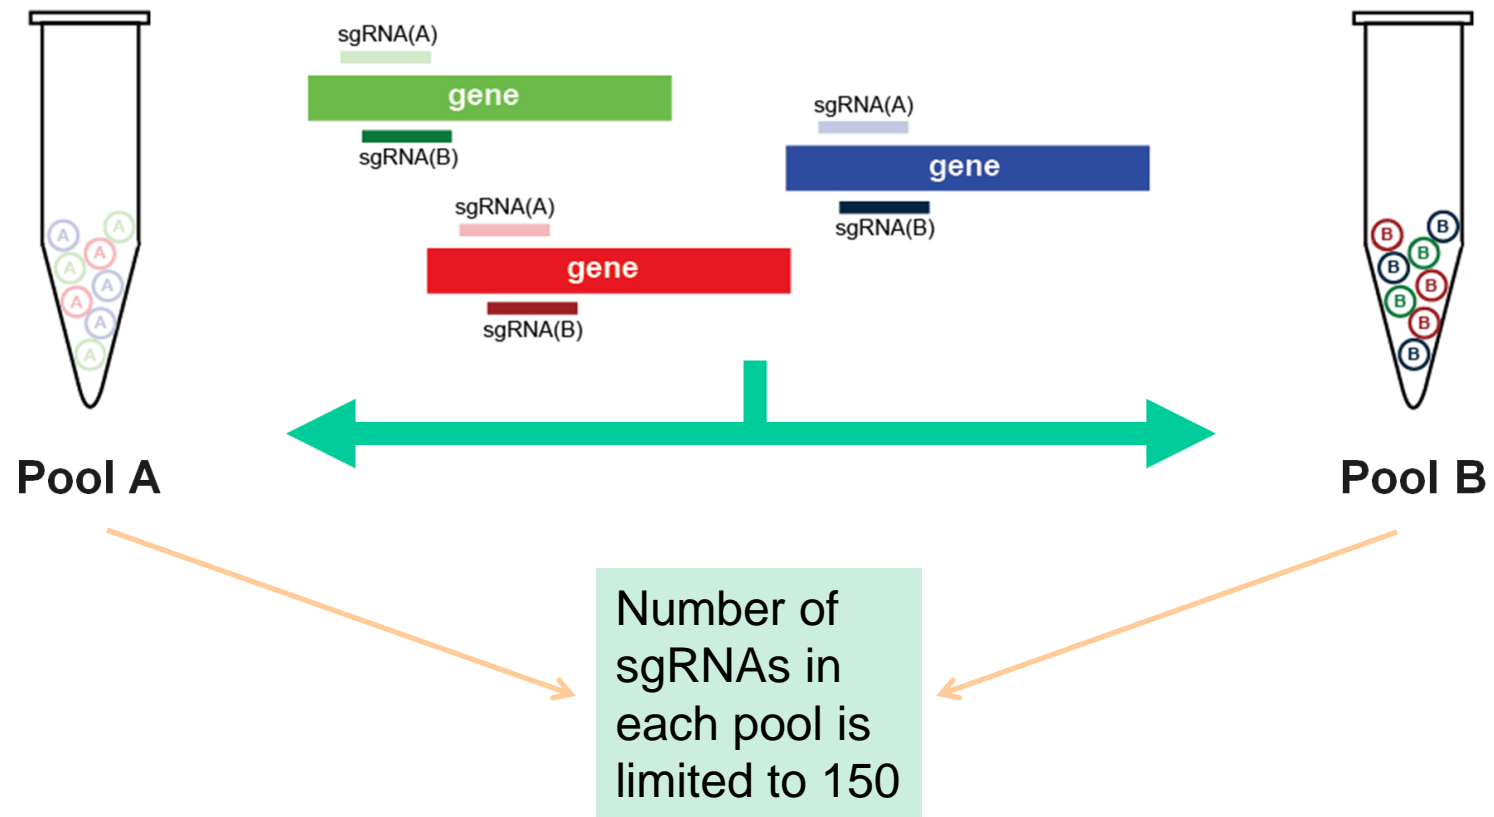 sgRNA(A)
gene
sgRNA(B)
sgRNA(A)
gene
sgRNA(B)
sgRNA(A)
gene
sgRNA(B)
A
A
A
A
A
A
A
A
B
B
B
B
B
B
B
B
Pool A
Pool B
Number of
sgRNAs in
each pool is
limited to 150